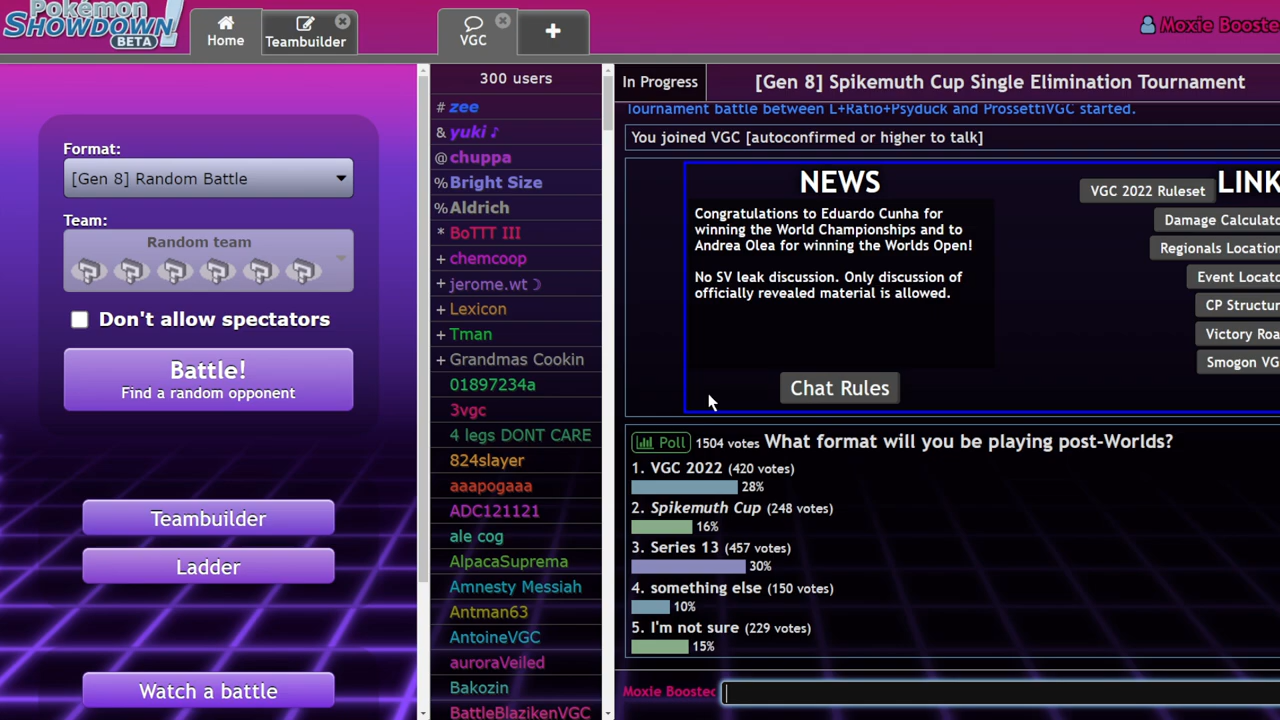 Pokémon
SHOWDOWN!
BETA
Home
Teambuilder
VGC
Moxie Booste
Format:
[Gen 8] Random Battle
Team:
Random team
Don't allow spectators
Battle!
Find a random opponent
Teambuilder
Ladder
Watch a battle
300 users
# zee
& yuki ♪
@ chuppa
% Bright Size
% Aldrich
* BoTTT III
+ chemcoop
+ jerome.wt ☽
+ Lexicon
+ Tman
+ Grandmas Cookin
01897234a
3vgc
4 legs DONT CARE
824slayer
aaapogaaa
ADC121121
ale cog
AlpacaSuprema
Amnesty Messiah
Antman63
AntoineVGC
auroraVeiled
Bakozin
BattleBlazikenVGC
In Progress
[Gen 8] Spikemuth Cup Single Elimination Tournament
Tournament battle between L+Ratio+Psyduck and ProssettiVGC started.
You joined VGC [autoconfirmed or higher to talk]
NEWS
Congratulations to Eduardo Cunha for
winning the World Championships and to
Andrea Olea for winning the Worlds Open!
No SV leak discussion. Only discussion of
officially revealed material is allowed.
Chat Rules
LINK
VGC 2022 Ruleset
Damage Calculato
Regionals Location
Event Locato
CP Structur
Victory Roa
Smogon VG
Poll 1504 votes What format will you be playing post-Worlds?
1. VGC 2022 (420 votes)
28%
2. Spikemuth Cup (248 votes)
16%
3. Series 13 (457 votes)
30%
4. something else (150 votes)
10%
5. I'm not sure (229 votes)
15%
Moxie Boosted